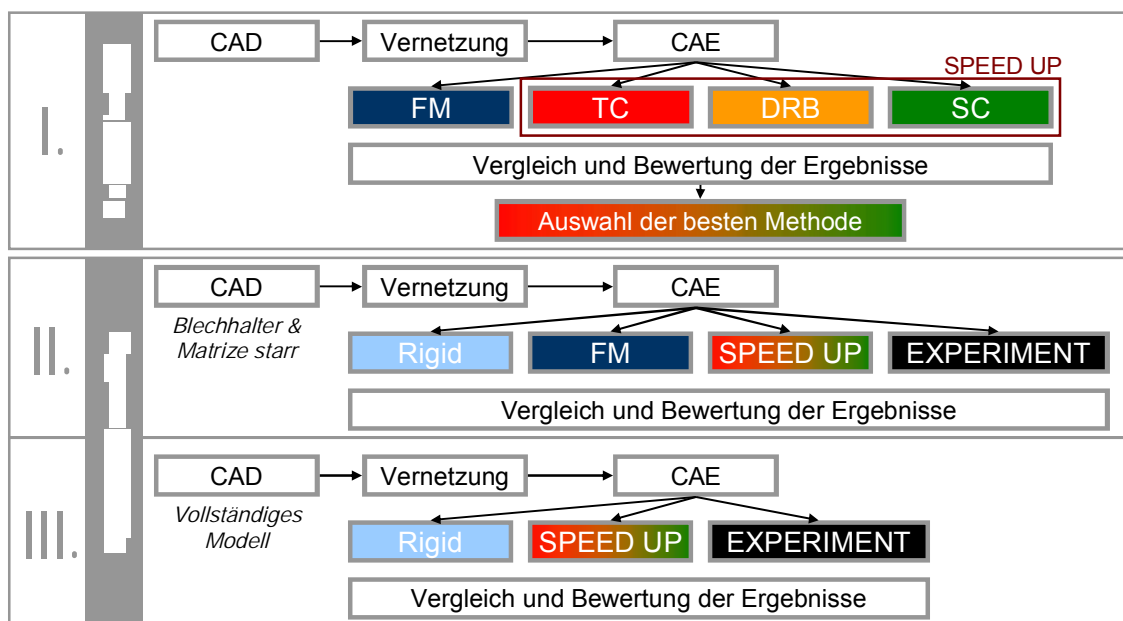 I.
CAD
Vernetzung
CAE
SPEED UP
FM
TC
DRB
SC
Vergleich und Bewertung der Ergebnisse
Auswahl der besten Methode
II.
CAD
Vernetzung
CAE
Blechhalter &
Matrize starr
Rigid
FM
SPEED UP
EXPERIMENT
Vergleich und Bewertung der Ergebnisse
III.
CAD
Vernetzung
CAE
Vollständiges
Modell
Rigid
SPEED UP
EXPERIMENT
Vergleich und Bewertung der Ergebnisse